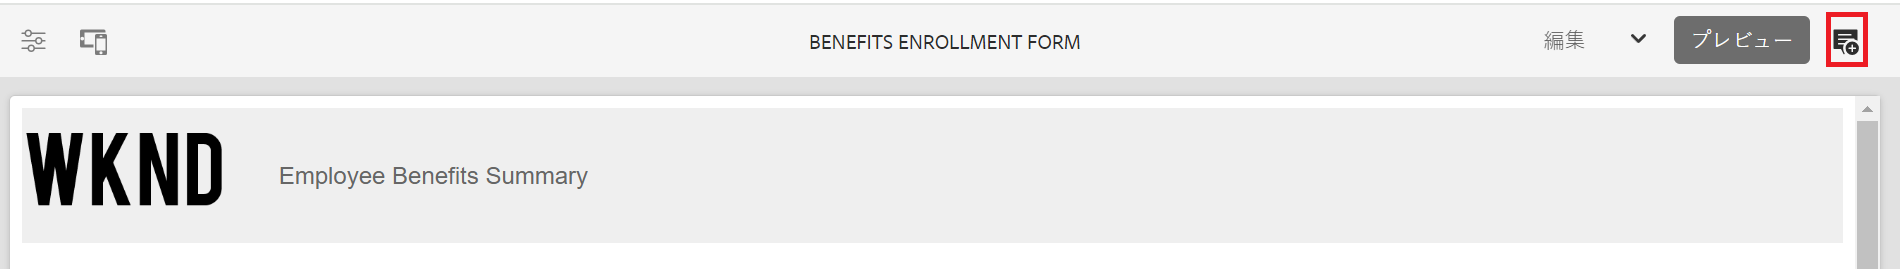 BENEFITS ENROLLMENT FORM
編集
プレビュー
WKND
Employee Benefits Summary